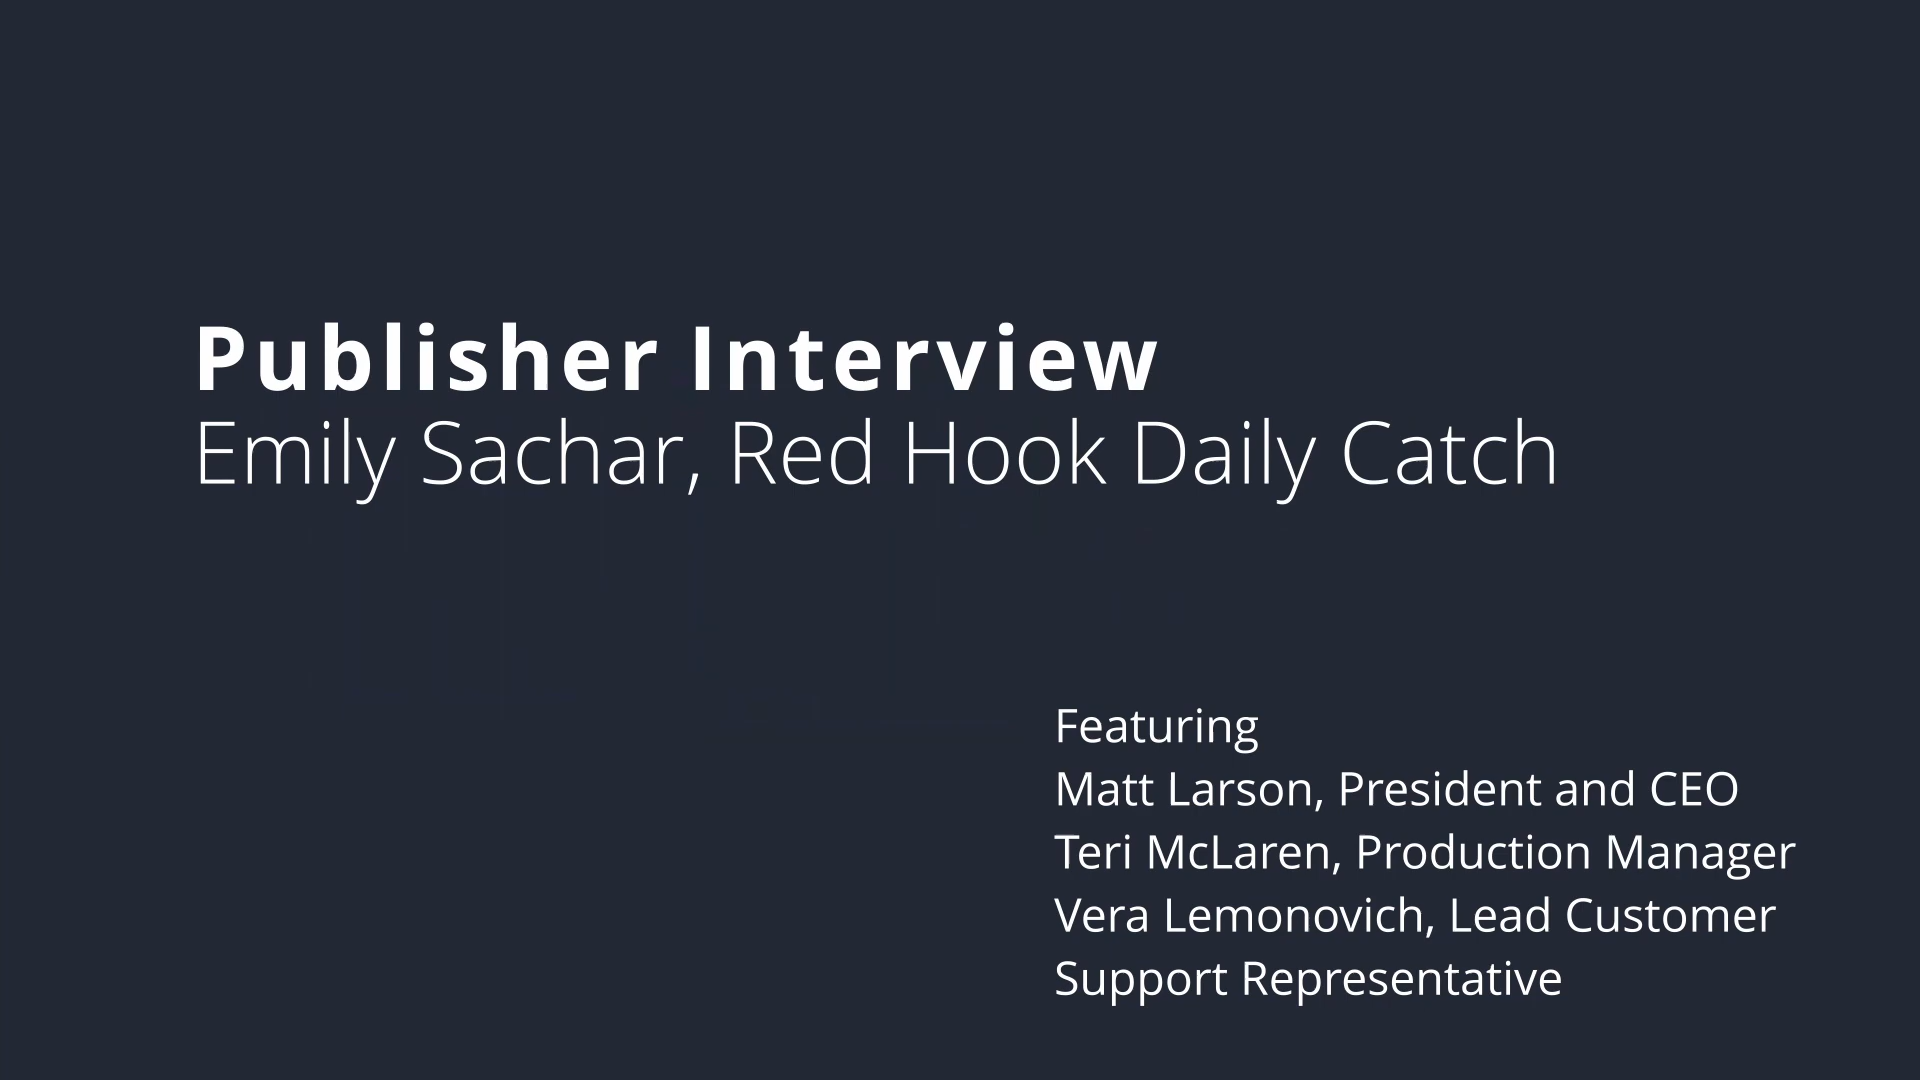 Publisher Interview
Emily Sachar, Red Hook Daily Catch
Featuring
Matt Larson, President and CEO
Teri McLaren, Production Manager
Vera Lemonovich, Lead Customer
Support Representative